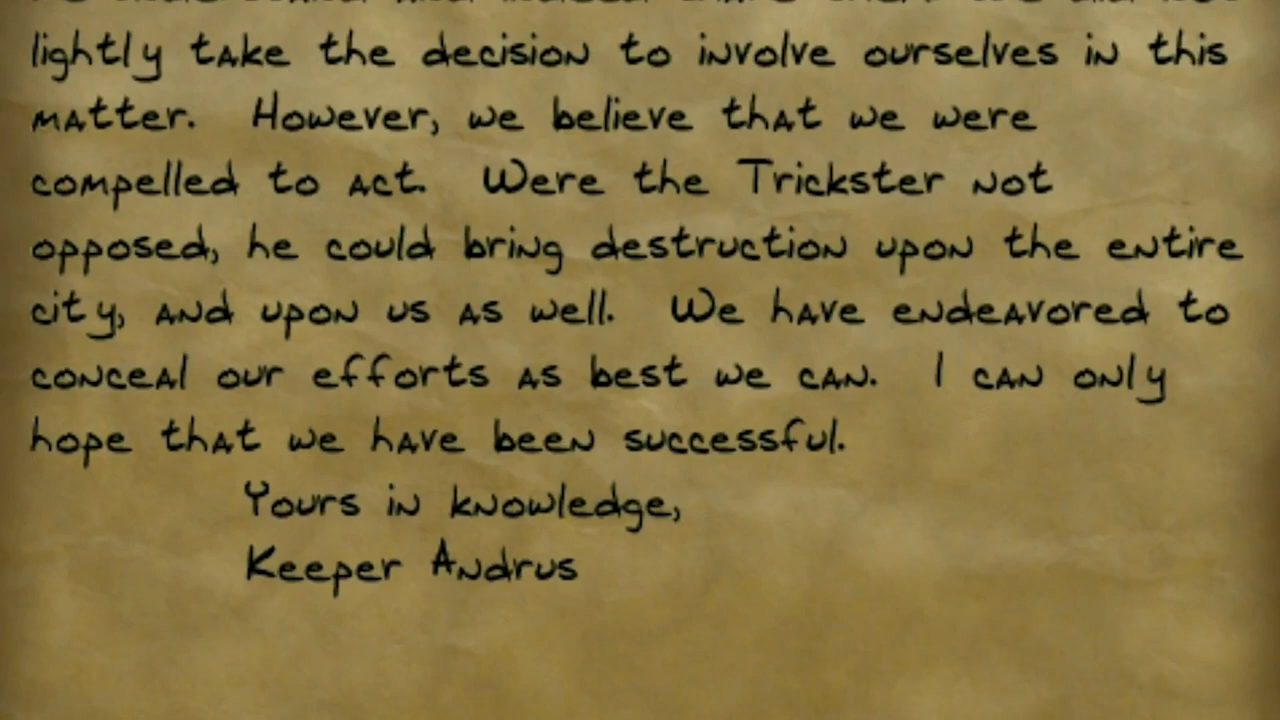 lightly take the decision to involve ourselves in this
matter. However, we believe that we were
compelled to act. Were the Trickster not
opposed, he could bring destruction upon the entire
city, and upon us as well. We have endeavored to
conceal our efforts as best we can. I can only
hope that we have been successful.
Yours in knowledge,
Keeper Andrus